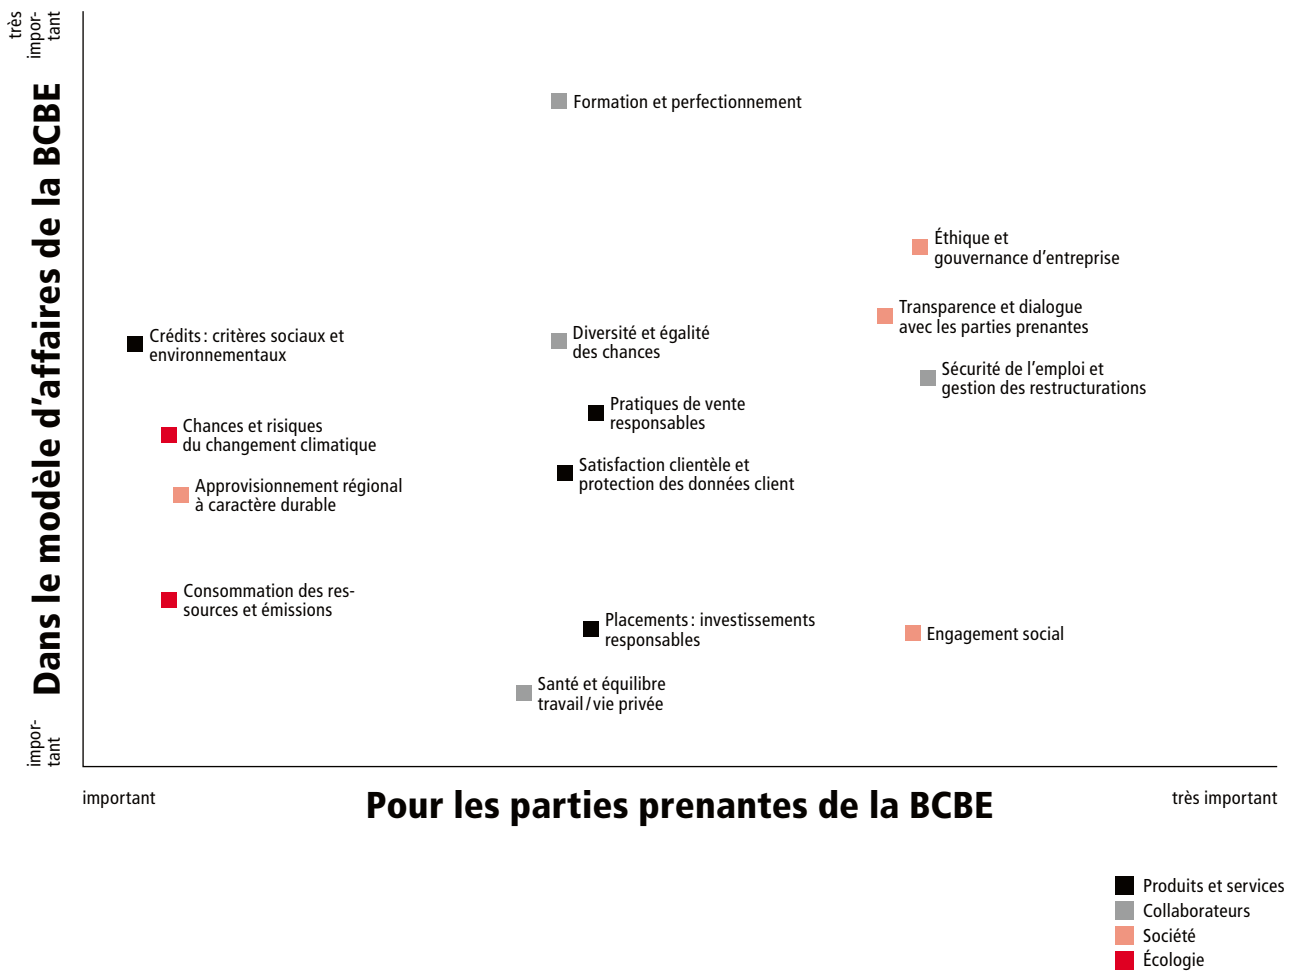 très
impor-
tant
Dans le modèle d'affaires de la BCBE
impor-
tant
Formation et perfectionnement
Éthique et
gouvernance d'entreprise
Transparence et dialogue
avec les parties prenantes
Crédits : critères sociaux et
environnementaux
Diversité et égalité
des chances
Sécurité de l'emploi et
gestion des restructurations
Pratiques de vente
responsables
Chances et risiques
du changement climatique
Satisfaction clientèle et
protection des données client
Approvisionnement régional
à caractère durable
Consommation des res-
sources et émissions
Placements : investissements
responsables
Engagement social
Santé et équilibre
travail / vie privée
important
Pour les parties prenantes de la BCBE
très important
Produits et services
Collaborateurs
Société
Écologie